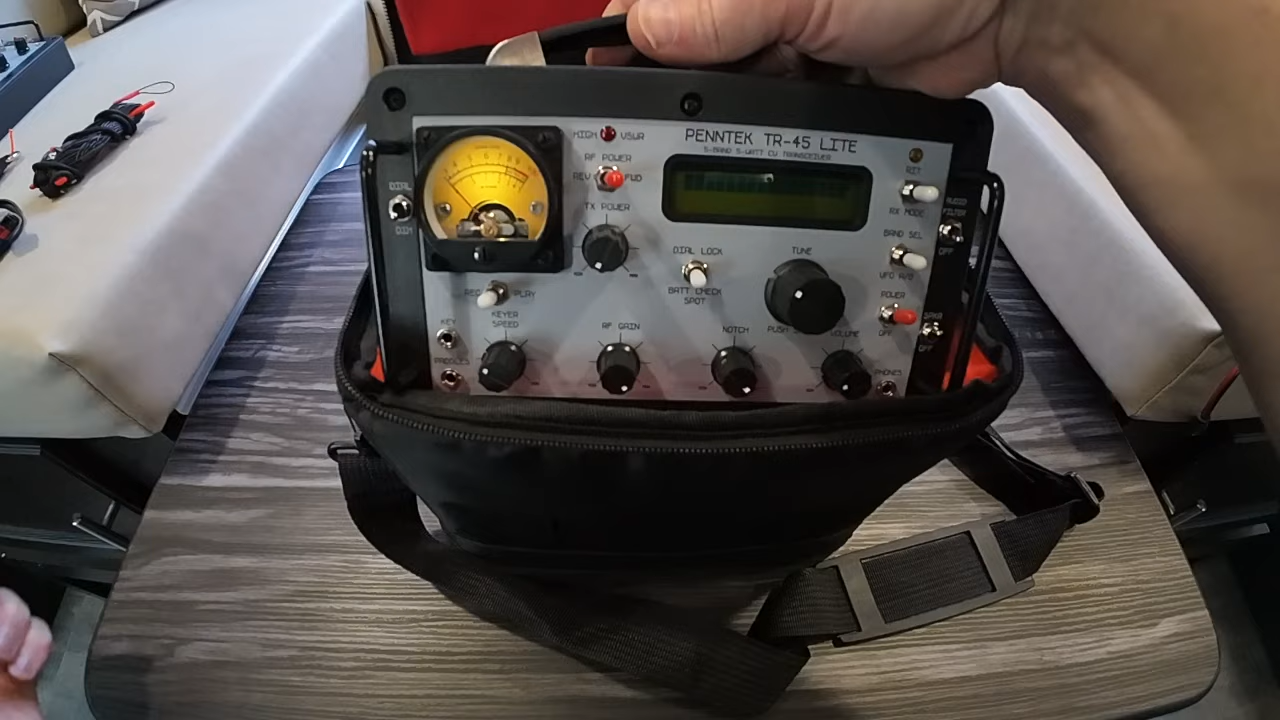 HIGH VSWR
PENNTEK TR-45 LITE
5-BAND 5-WATT CW TRANSCEIVER
RF POWER
REV FWD
RIT
RX MODE
DIAL
DIM
TX POWER
AUDIO
FILTER
OFF
BAND SEL
VFO A/B
DIAL LOCK
BATT CHECK
SPOT
TUNE
REC PLAY
POWER
OFF
KEY
KEYER
SPEED
RF GAIN
NOTCH
PUSH
VOLUME
SPKR
OFF
PADDLES
PHONES